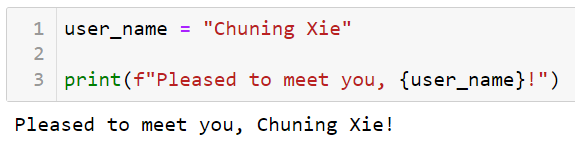 1 user_name = "Chuning Xie"
2
3 print(f"Pleased to meet you, {user_name}!")
Pleased to meet you, Chuning Xie!